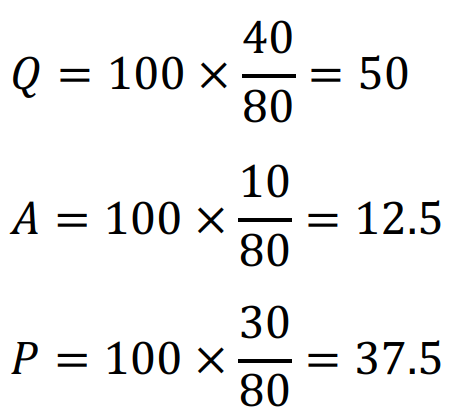 Q = 100 × 40/80 = 50
A = 100 × 10/80 = 12.5
P = 100 × 30/80 = 37.5